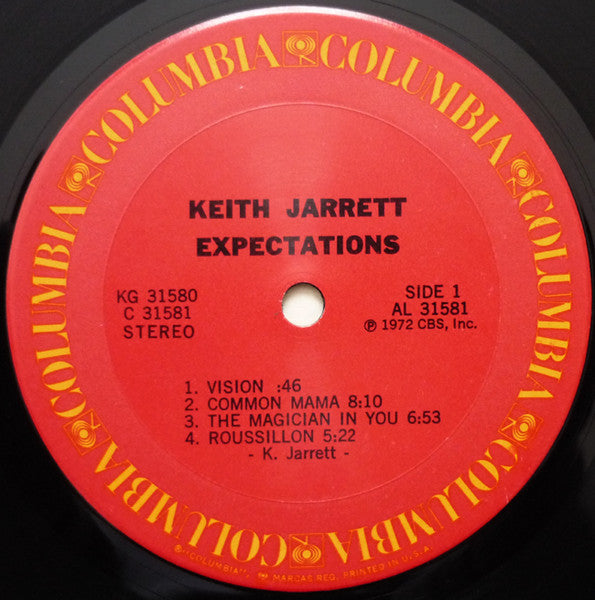 COLUMBIA COLUMBIA COLUMBIA COLUMBIA COLUMBIA COLUMBIA COLUMBIA
KEITH JARRETT
EXPECTATIONS
KG 31580
C 31581
STEREO
SIDE 1
AL 31581
℗ 1972 CBS, Inc.
1. VISION :46
2. COMMON MAMA 8:10
3. THE MAGICIAN IN YOU 6:53
4. ROUSSILLON 5:22
- K. Jarrett -
®"COLUMBIA", MARCAS REG. PRINTED IN U.S.A.